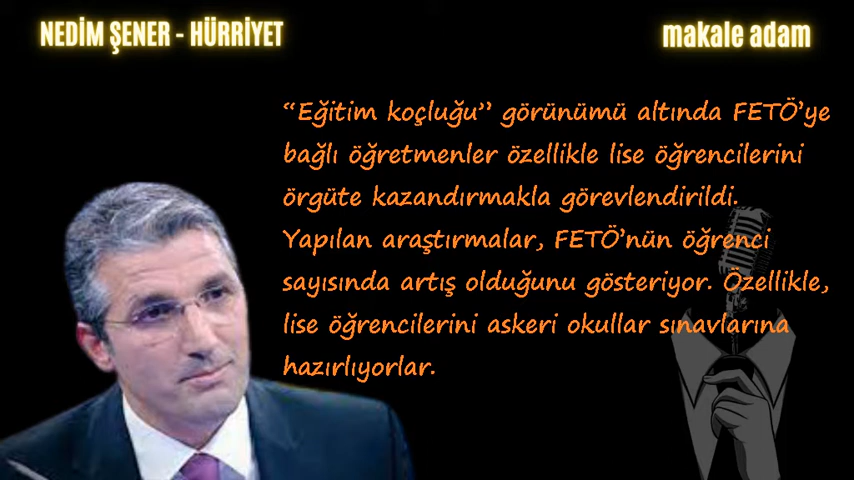 NEDİM ŞENER - HÜRRİYET
makale adam
“Eğitim koçluğu” görünümü altında FETÖ’ye
bağlı öğretmenler özellikle lise öğrencilerini
örgüte kazandırmakla görevlendirildi.
Yapılan araştırmalar, FETÖ’nün öğrenci
sayısında artış olduğunu gösteriyor. Özellikle,
lise öğrencilerini askeri okullar sınavlarına
hazırlıyorlar.